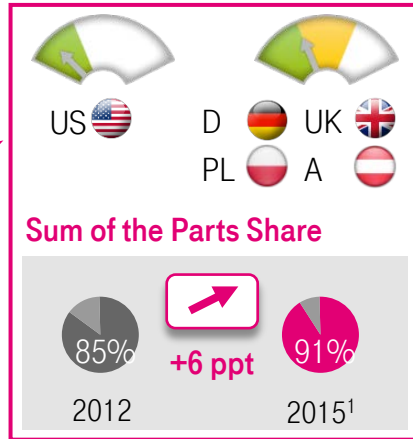 US
D UK
PL A
Sum of the Parts Share
85% +6 ppt 91%
2012 2015¹